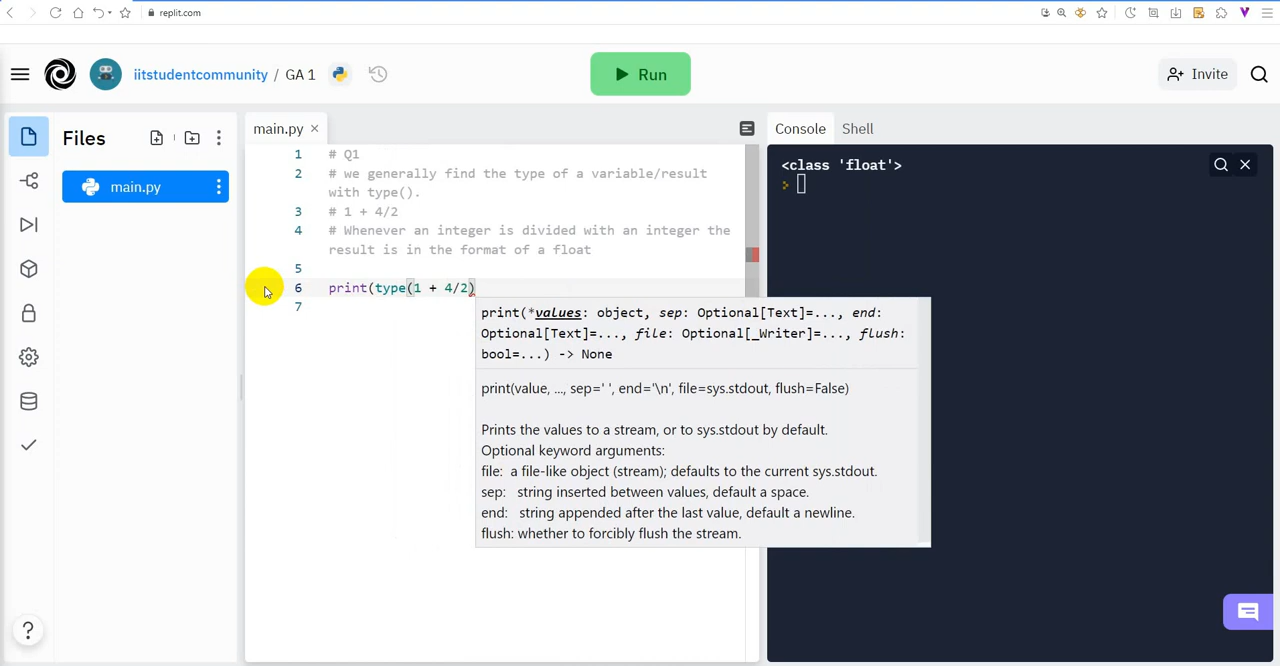 replit.com
iitstudentcommunity / GA 1
Run
Invite
Files
main.py
main.py
Console
Shell
1 # Q1
2 # we generally find the type of a variable/result
with type().
3 # 1 + 4/2
4 # Whenever an integer is divided with an integer the
result is in the format of a float
5
6 print(type(1 + 4/2)
7
print(*values: object, sep: Optional[Text]=..., end:
Optional[Text]=..., file: Optional[_Writer]=..., flush:
bool=...) -> None
print(value, ..., sep=' ', end='\n', file=sys.stdout, flush=False)
Prints the values to a stream, or to sys.stdout by default.
Optional keyword arguments:
file: a file-like object (stream); defaults to the current sys.stdout.
sep: string inserted between values, default a space.
end: string appended after the last value, default a newline.
flush: whether to forcibly flush the stream.
<class 'float'>